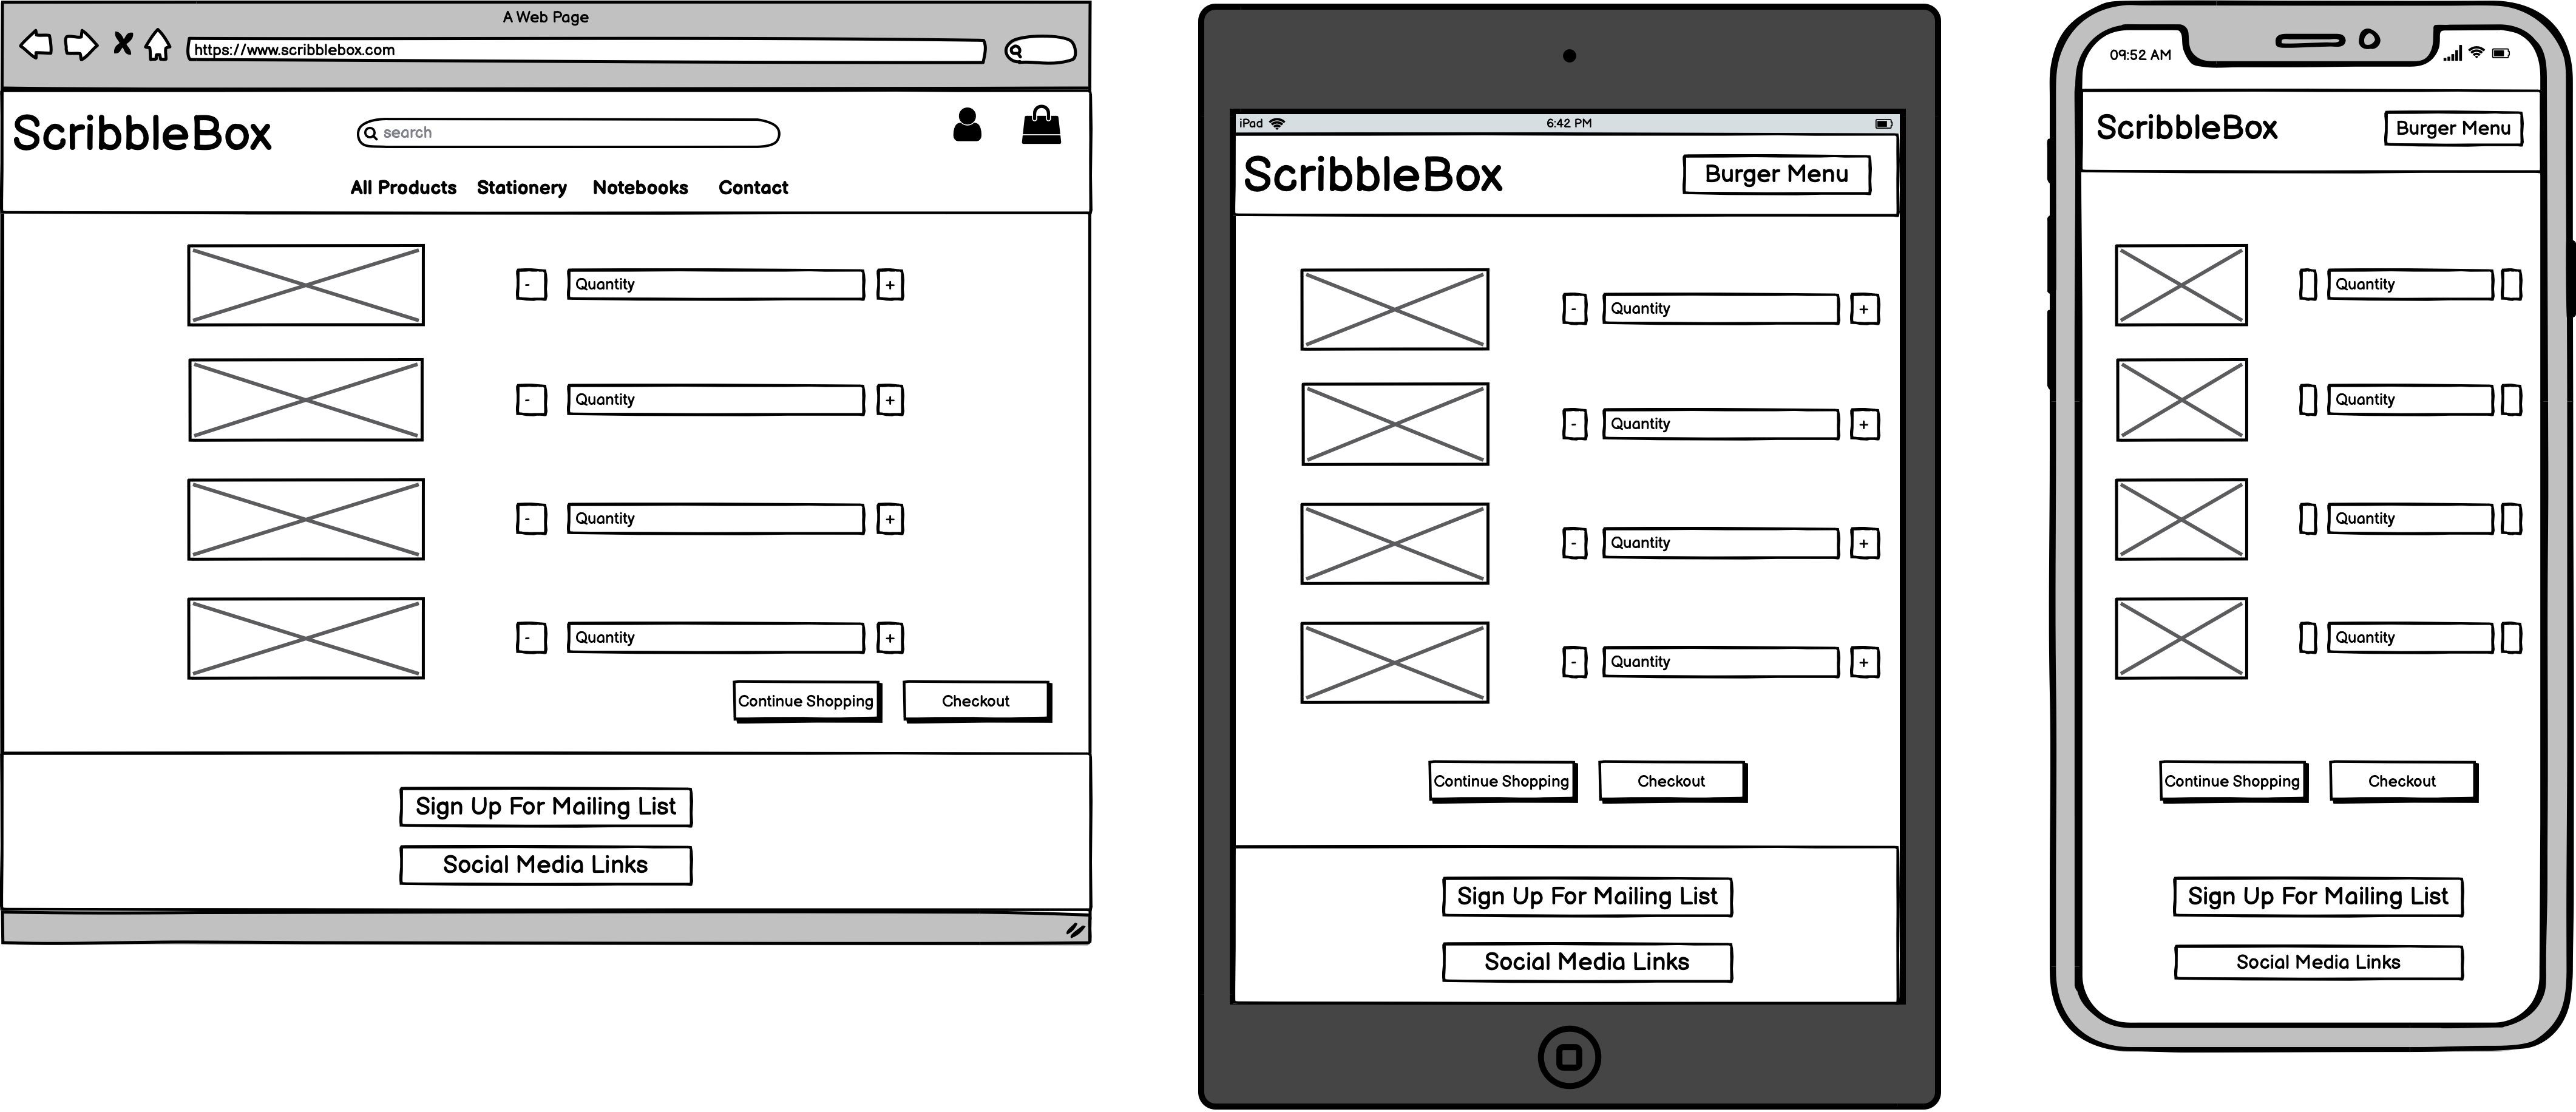 A Web Page
https://www.scribblebox.com
ScribbleBox
search
All Products Stationery Notebooks Contact
- Quantity +
- Quantity +
- Quantity +
- Quantity +
Continue Shopping Checkout
Sign Up For Mailing List
Social Media Links
iPad 6:42 PM
ScribbleBox Burger Menu
- Quantity +
- Quantity +
- Quantity +
- Quantity +
Continue Shopping Checkout
Sign Up For Mailing List
Social Media Links
09:52 AM
ScribbleBox Burger Menu
Quantity
Quantity
Quantity
Quantity
Continue Shopping Checkout
Sign Up For Mailing List
Social Media Links